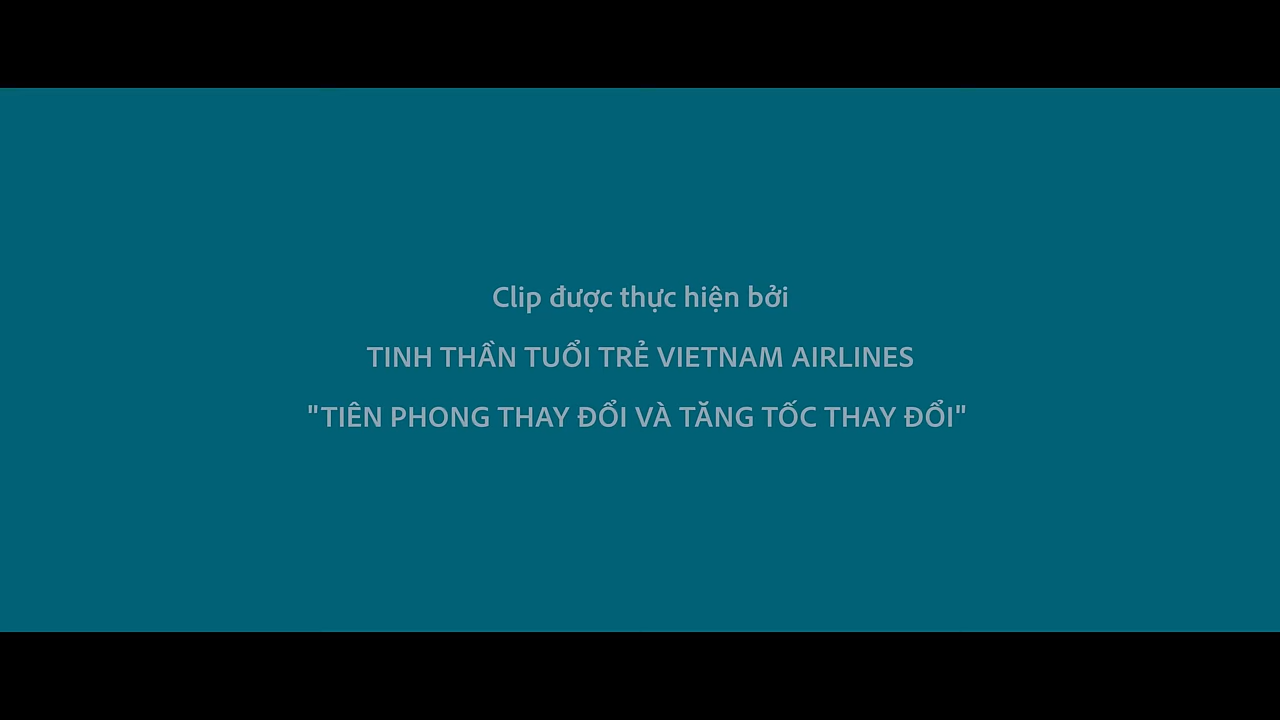 Clip được thực hiện bởi
TINH THẦN TUỔI TRẺ VIETNAM AIRLINES
"TIÊN PHONG THAY ĐỔI VÀ TĂNG TỐC THAY ĐỔI"